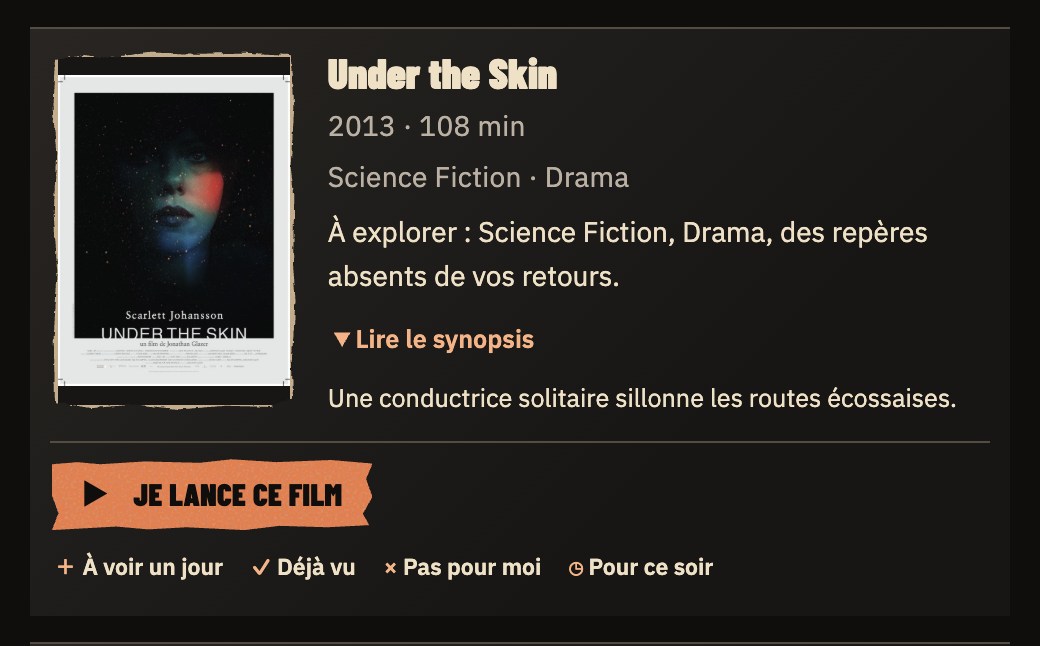 Under the Skin
2013 · 108 min
Science Fiction · Drama
À explorer : Science Fiction, Drama, des repères
absents de vos retours.
▼ Lire le synopsis
Une conductrice solitaire sillonne les routes écossaises.
Scarlett Johansson
UNDER THE SKIN
un film de Jonathan Glazer
JE LANCE CE FILM
+ À voir un jour ✓ Déjà vu × Pas pour moi ◷ Pour ce soir